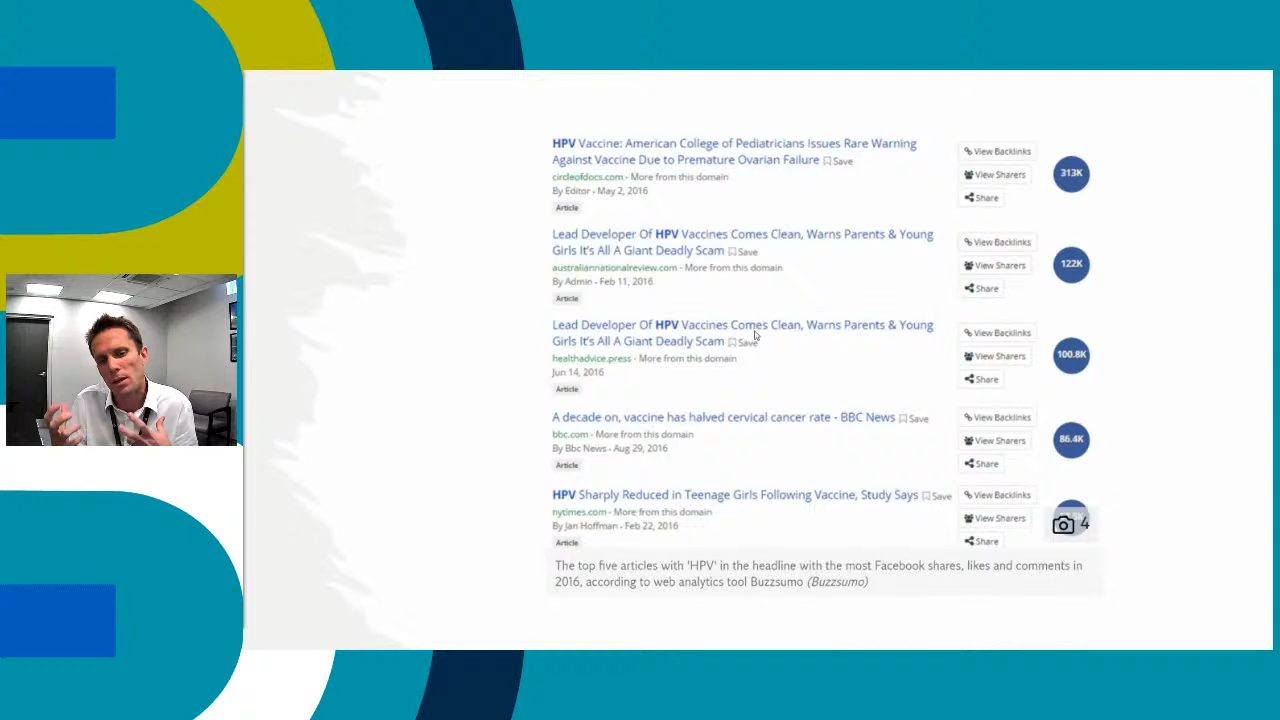 HPV Vaccine: American College of Pediatricians Issues Rare Warning
Against Vaccine Due to Premature Ovarian Failure Save
circleofdocs.com - More from this domain
By Editor - May 2, 2016
Article
View Backlinks
View Sharers
Share
313K
Lead Developer Of HPV Vaccines Comes Clean, Warns Parents & Young
Girls It's All A Giant Deadly Scam Save
australiannationalreview.com - More from this domain
By Admin - Feb 11, 2016
Article
View Backlinks
View Sharers
Share
122K
Lead Developer Of HPV Vaccines Comes Clean, Warns Parents & Young
Girls It's All A Giant Deadly Scam Save
healthadvice.press - More from this domain
Jun 14, 2016
Article
View Backlinks
View Sharers
Share
100.8K
A decade on, vaccine has halved cervical cancer rate - BBC News Save
bbc.com - More from this domain
By Bbc News - Aug 29, 2016
Article
View Backlinks
View Sharers
Share
86.4K
HPV Sharply Reduced in Teenage Girls Following Vaccine, Study Says Save
nytimes.com - More from this domain
By Jan Hoffman - Feb 22, 2016
Article
View Backlinks
View Sharers
Share
4
The top five articles with 'HPV' in the headline with the most Facebook shares, likes and comments in
2016, according to web analytics tool Buzzsumo (Buzzsumo)